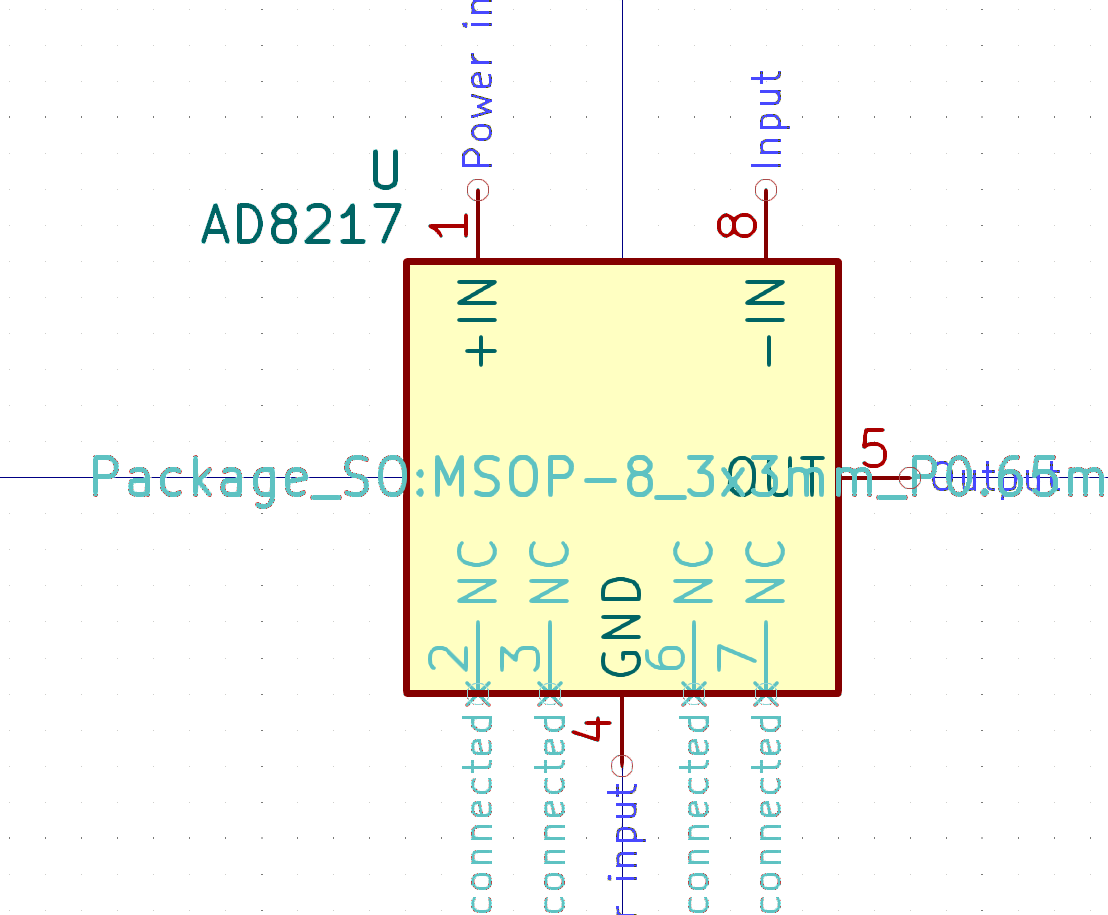 Power in
Input
U
AD8217
1
8
+IN
-IN
5
Package_SO:MSOP-8_3x3mm_P0.65m
OUT
Output
NC
NC
GND
NC
NC
2
3
6
7
4
connected
connected
r input
connected
connected